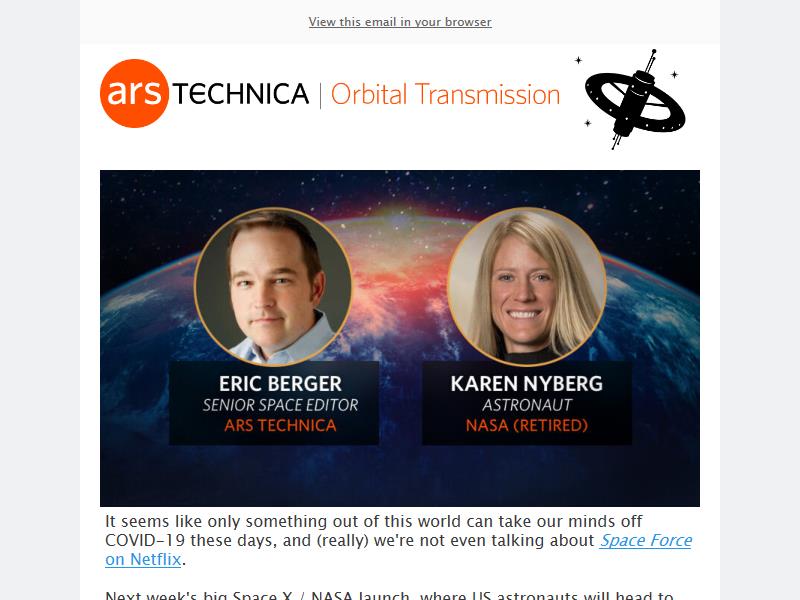 View this email in your browser
ars TECHNICA | Orbital Transmission
ERIC BERGER
SENIOR SPACE EDITOR
ARS TECHNICA
KAREN NYBERG
ASTRONAUT
NASA (RETIRED)
It seems like only something out of this world can take our minds off
COVID-19 these days, and (really) we're not even talking about Space Force
on Netflix.
Next week's big Space X / NASA launch, where US astronauts will head to